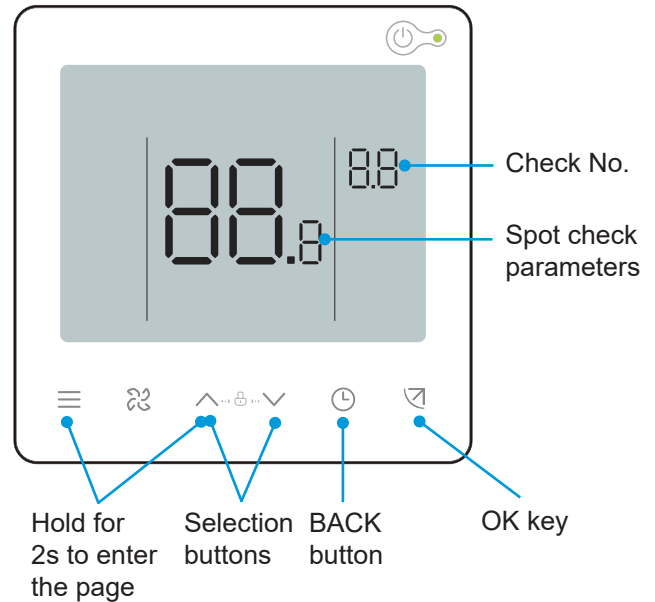 8.8
88.8
Check No.
Spot check
parameters
Hold for
2s to enter
the page
Selection
buttons
BACK
button
OK key